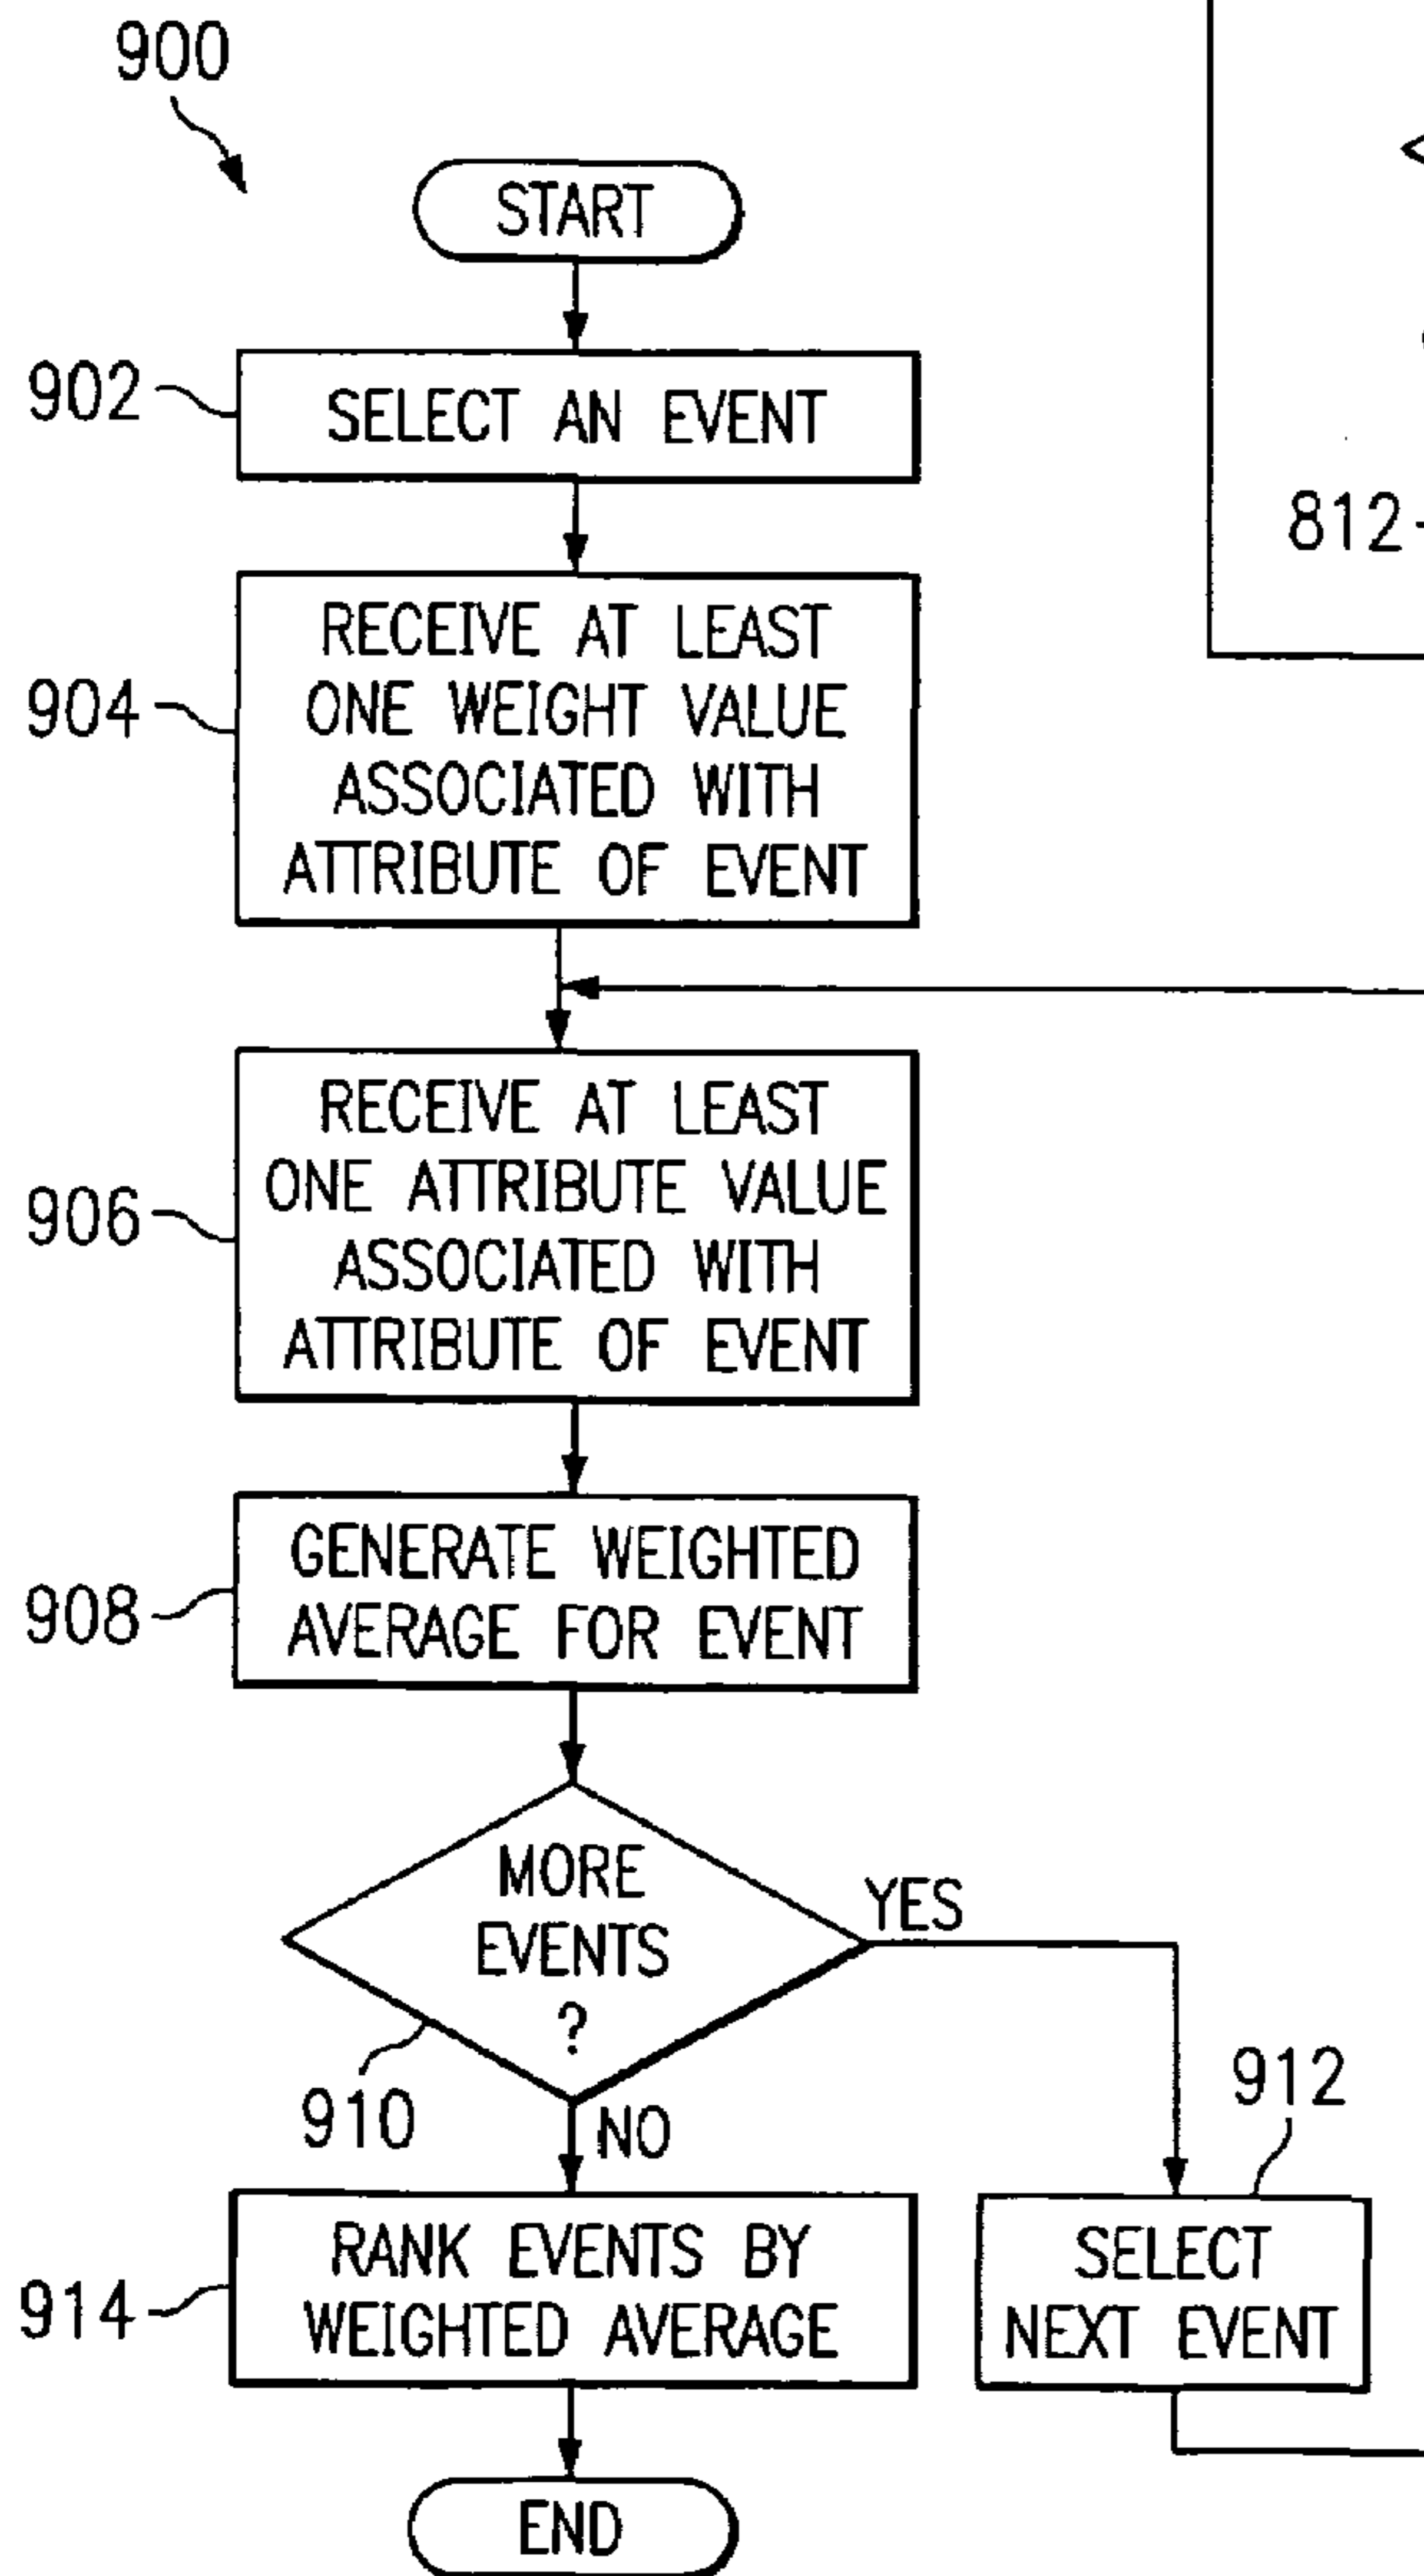 900
START
902
SELECT AN EVENT
812
904
RECEIVE AT LEAST
ONE WEIGHT VALUE
ASSOCIATED WITH
ATTRIBUTE OF EVENT
906
RECEIVE AT LEAST
ONE ATTRIBUTE VALUE
ASSOCIATED WITH
ATTRIBUTE OF EVENT
908
GENERATE WEIGHTED
AVERAGE FOR EVENT
MORE
EVENTS
?
YES
910
NO
912
914
RANK EVENTS BY
WEIGHTED AVERAGE
SELECT
NEXT EVENT
END